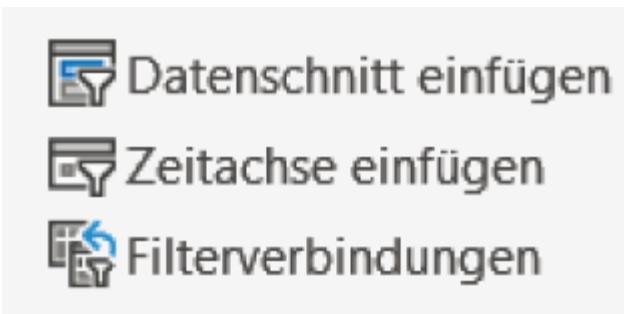 Datenschnitt einfügen
Zeitachse einfügen
Filterverbindungen